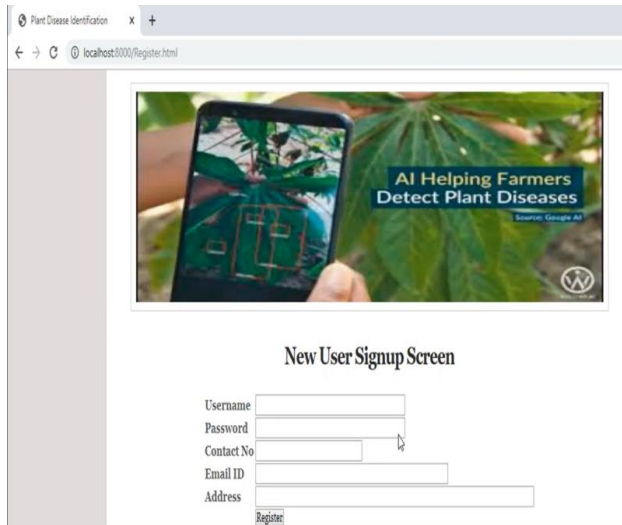 Plant Disease Identification
localhost:8000/Register.html
AI Helping Farmers
Detect Plant Diseases
Source: Google AI
New User Signup Screen
Username
Password
Contact No
Email ID
Address
Register